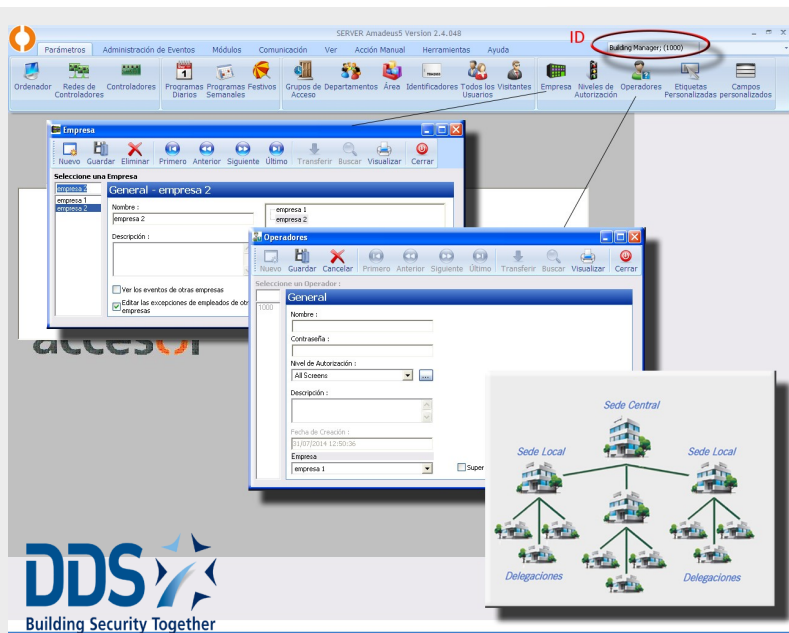 SERVER Amadeus5 Version 2.4.048
ID
Parámetros Administración de Eventos Módulos Comunicación Ver Acción Manual Herramientas Ayuda
Building Manager; (1000)
Ordenador Redes de Controladores Controladores Programas Diarios Programas Semanales Festivos Grupos de Acceso Departamentos Área Identificadores Todos los Usuarios Visitantes Empresa Niveles de Autorización Operadores Etiquetas Personalizadas Campos personalizados
Empresa
Nuevo Guardar Eliminar Primero Anterior Siguiente Último Transferir Buscar Visualizar Cerrar
Seleccione una Empresa
empresa 2
empresa 1
empresa 2
General - empresa 2
Nombre :
empresa 2
empresa 1
empresa 2
Descripción :
Ver los eventos de otras empresas
Editar las excepciones de empleados de otr
empresas
Operadores
Nuevo Guardar Cancelar Primero Anterior Siguiente Último Transferir Buscar Visualizar Cerrar
Seleccione un Operador :
1000
General
Nombre :
Contraseña :
Nivel de Autorización :
All Screens
...
Descripción :
Fecha de Creación :
31/07/2014 12:50:36
Empresa
empresa 1
Super
accesor
Sede Central
Sede Local
Sede Local
Delegaciones
Delegaciones
DDS
Building Security Together